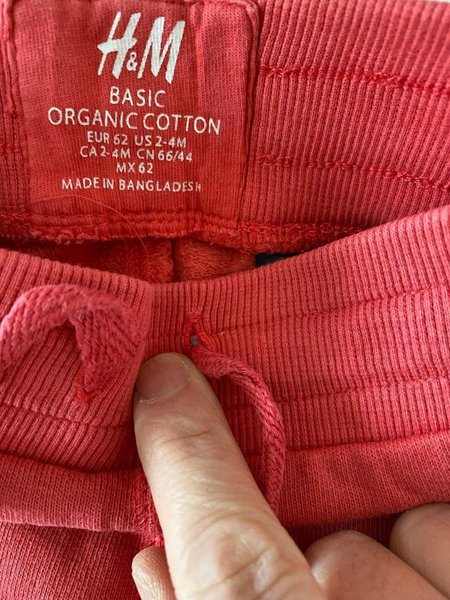 H&M
BASIC
ORGANIC COTTON
EUR 62 US 2-4M
CA 2-4M CN 66/44
MX 62
MADE IN BANGLADESH